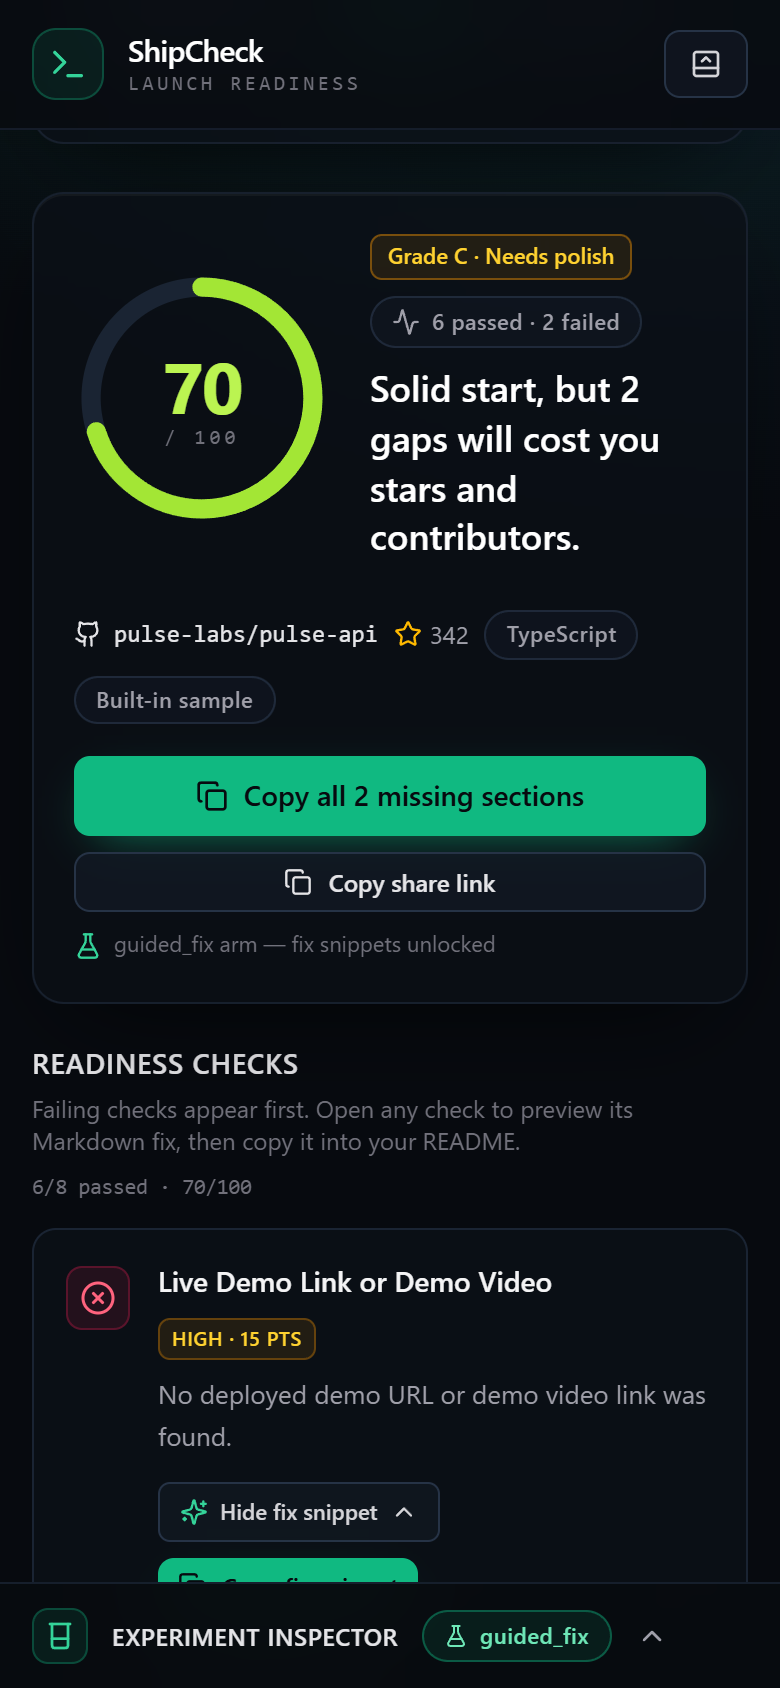 ShipCheck
LAUNCH READINESS
Grade C · Needs polish
6 passed · 2 failed
70
/ 100
Solid start, but 2
gaps will cost you
stars and
contributors.
pulse-labs/pulse-api 342 TypeScript
Built-in sample
Copy all 2 missing sections
Copy share link
guided_fix arm — fix snippets unlocked
READINESS CHECKS
Failing checks appear first. Open any check to preview its
Markdown fix, then copy it into your README.
6/8 passed · 70/100
Live Demo Link or Demo Video
HIGH · 15 PTS
No deployed demo URL or demo video link was
found.
Hide fix snippet
EXPERIMENT INSPECTOR guided_fix